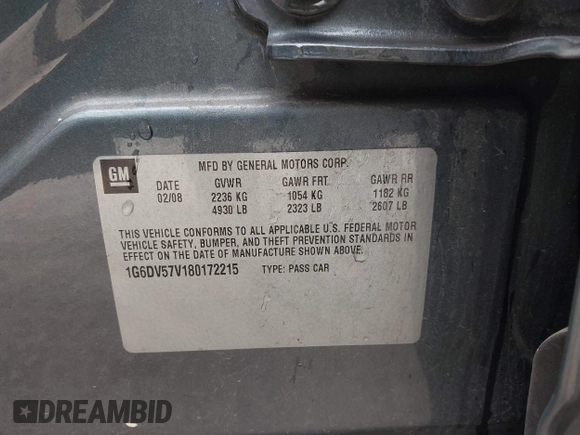 GM
MFD BY GENERAL MOTORS CORP.
DATE GVWR GAWR FRT GAWR RR
02/08 2236 KG 1054 KG 1182 KG
4930 LB 2323 LB 2607 LB
THIS VEHICLE CONFORMS TO ALL APPLICABLE U.S. FEDERAL MOTOR
VEHICLE SAFETY, BUMPER, AND THEFT PREVENTION STANDARDS IN
EFFECT ON THE DATE OF MANUFACTURE SHOWN ABOVE.
1G6DV57V180172215 TYPE: PASS CAR
DREAMBID